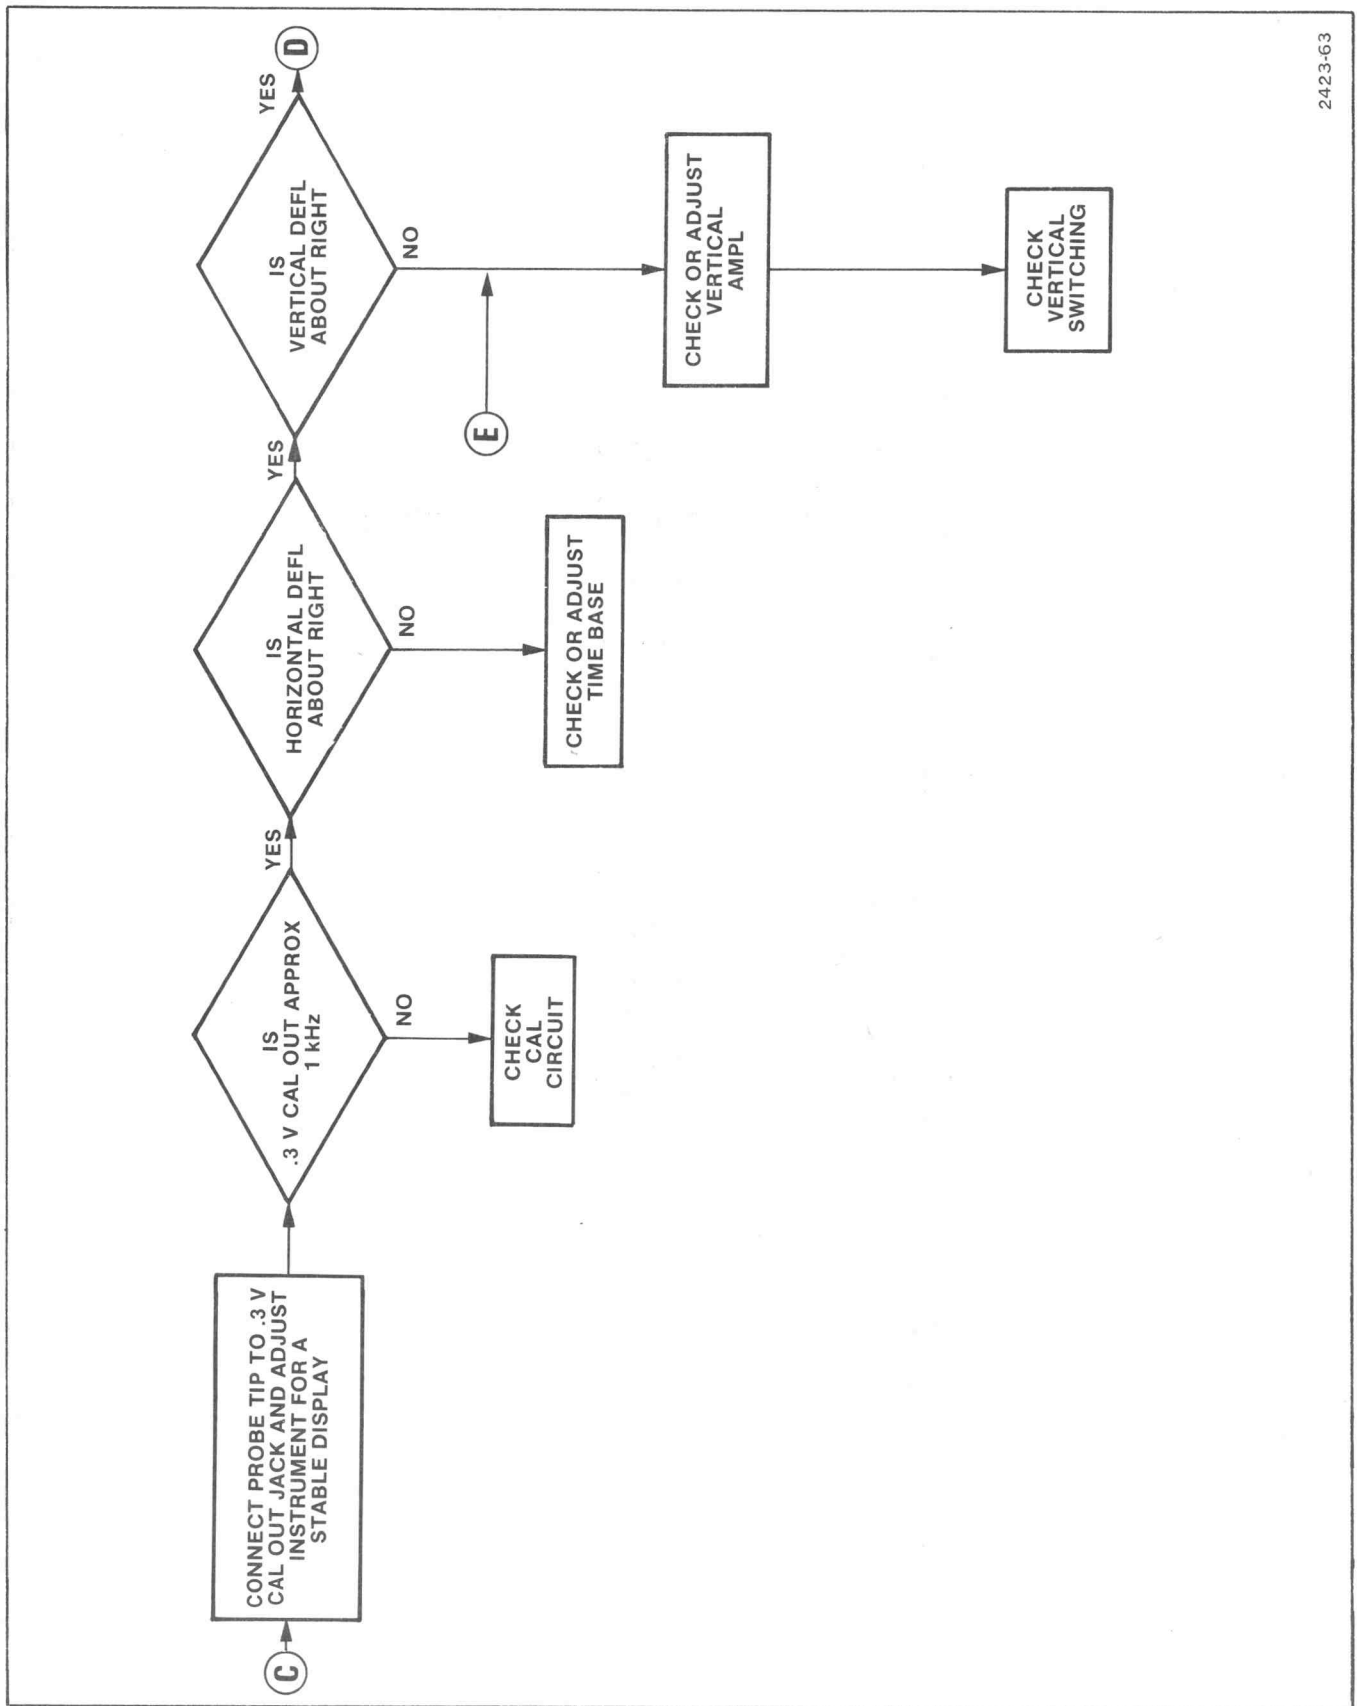 C
CONNECT PROBE TIP TO .3 V
CAL OUT JACK AND ADJUST
INSTRUMENT FOR A
STABLE DISPLAY
IS
.3 V CAL OUT APPROX
1 kHz
YES
NO
CHECK
CAL
CIRCUIT
IS
HORIZONTAL DEFL
ABOUT RIGHT
YES
NO
CHECK OR ADJUST
TIME BASE
IS
VERTICAL DEFL
ABOUT RIGHT
YES
D
NO
E
CHECK OR ADJUST
VERTICAL
AMPL
CHECK
VERTICAL
SWITCHING
2423-63